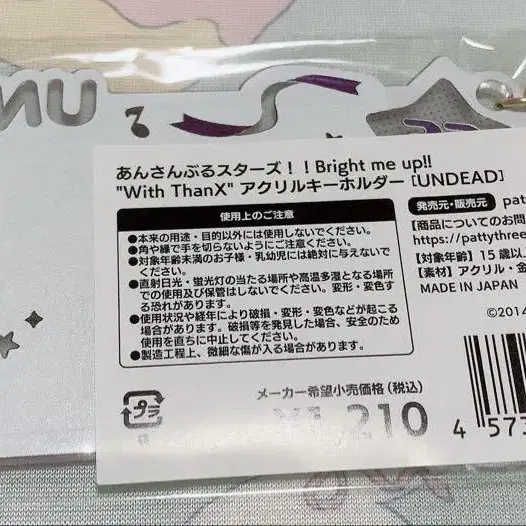 UN
あんさんぶるスターズ！！Bright me up!!
"With ThanX" アクリルキーホルダー［UNDEAD］
使用上のご注意
●本来の用途・目的以外には使用しないでください。
●角や縁で手を切らないようにご注意ください。
●対象年齢未満のお子様・乳幼児には絶対に与えないで
ください。
●直射日光・蛍光灯の当たる場所や高温多湿となる場所
での使用及び保管はしないでください。変形・変色す
る恐れがあります。
●使用状況や経年により破損・変形・変色などが起こる
場合があります。破損等を発見した場合、安全のため
使用を直ちに中止してください。
●製造工程上、微細な傷が入る場合があります。
発売元・販売元
【商品についてのお問
https://pattythree
【対象年齢】15歳以
【素材】アクリル・金
MADE IN JAPAN
©2014
プラ
メーカー希望小売価格（税込）
¥1,210
4 573